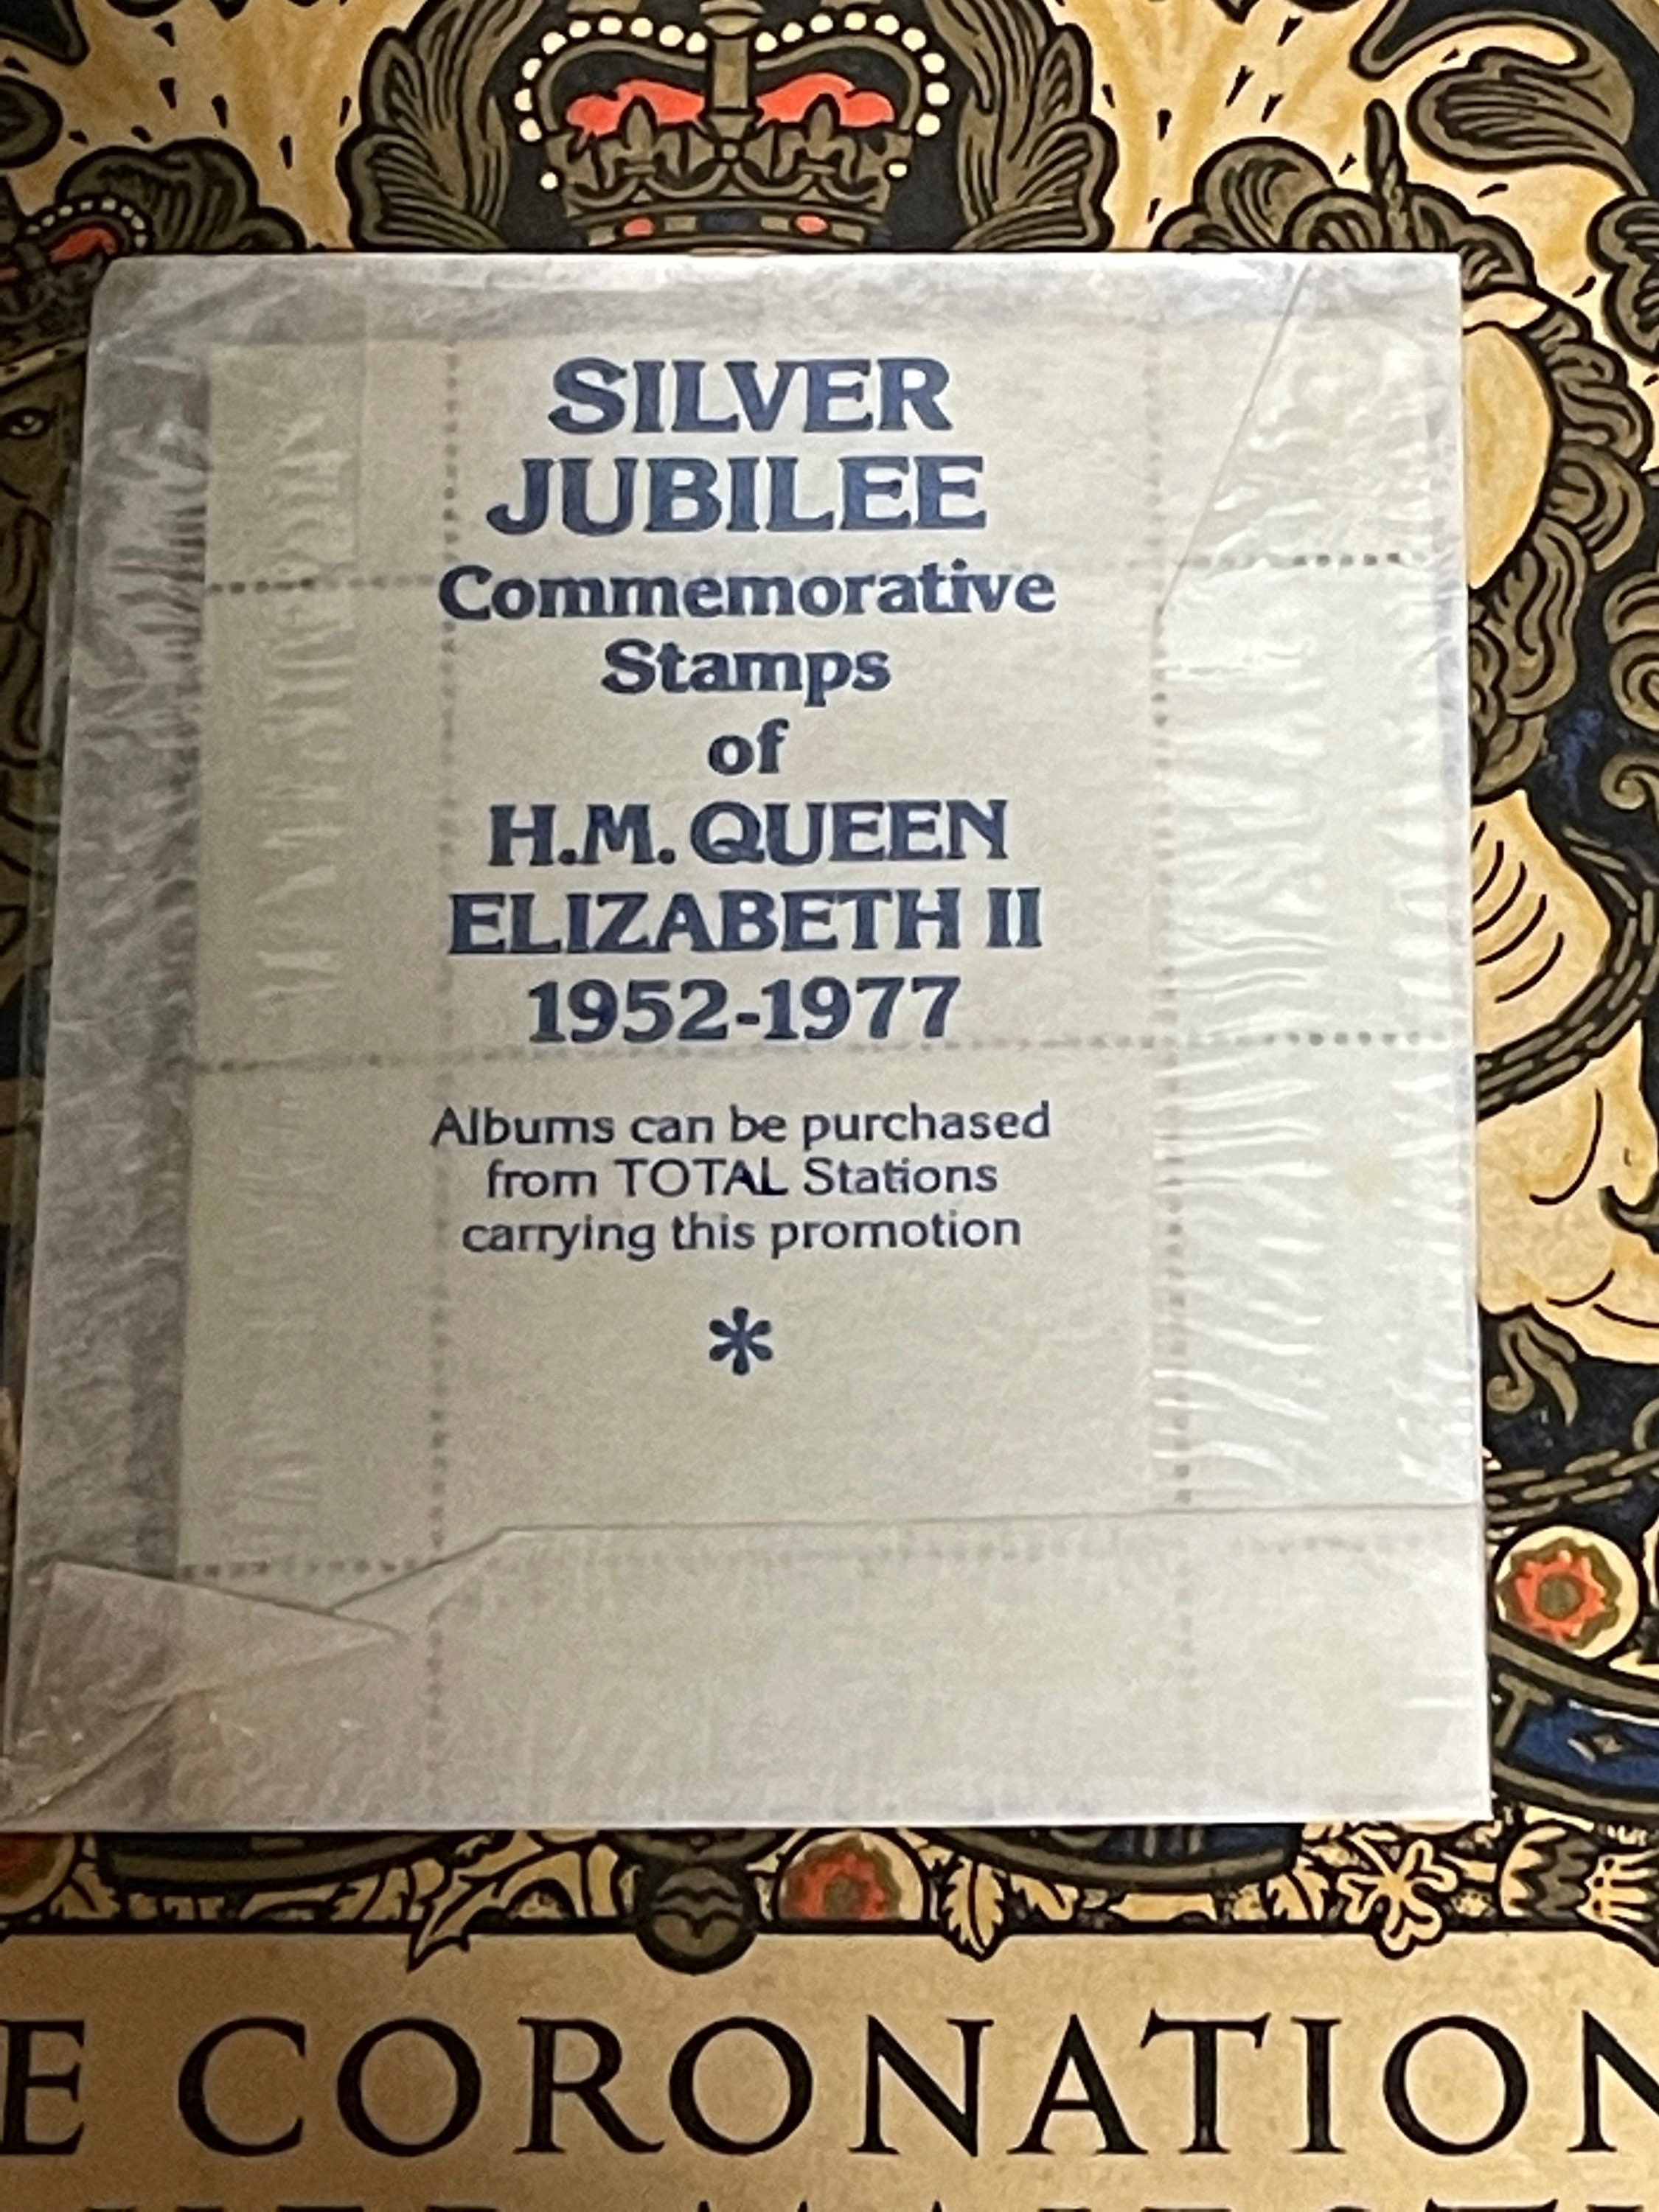 SILVER
JUBILEE
Commemorative
Stamps
of
H.M. QUEEN
ELIZABETH II
1952-1977
Albums can be purchased
from TOTAL Stations
carrying this promotion
*
E CORONATION